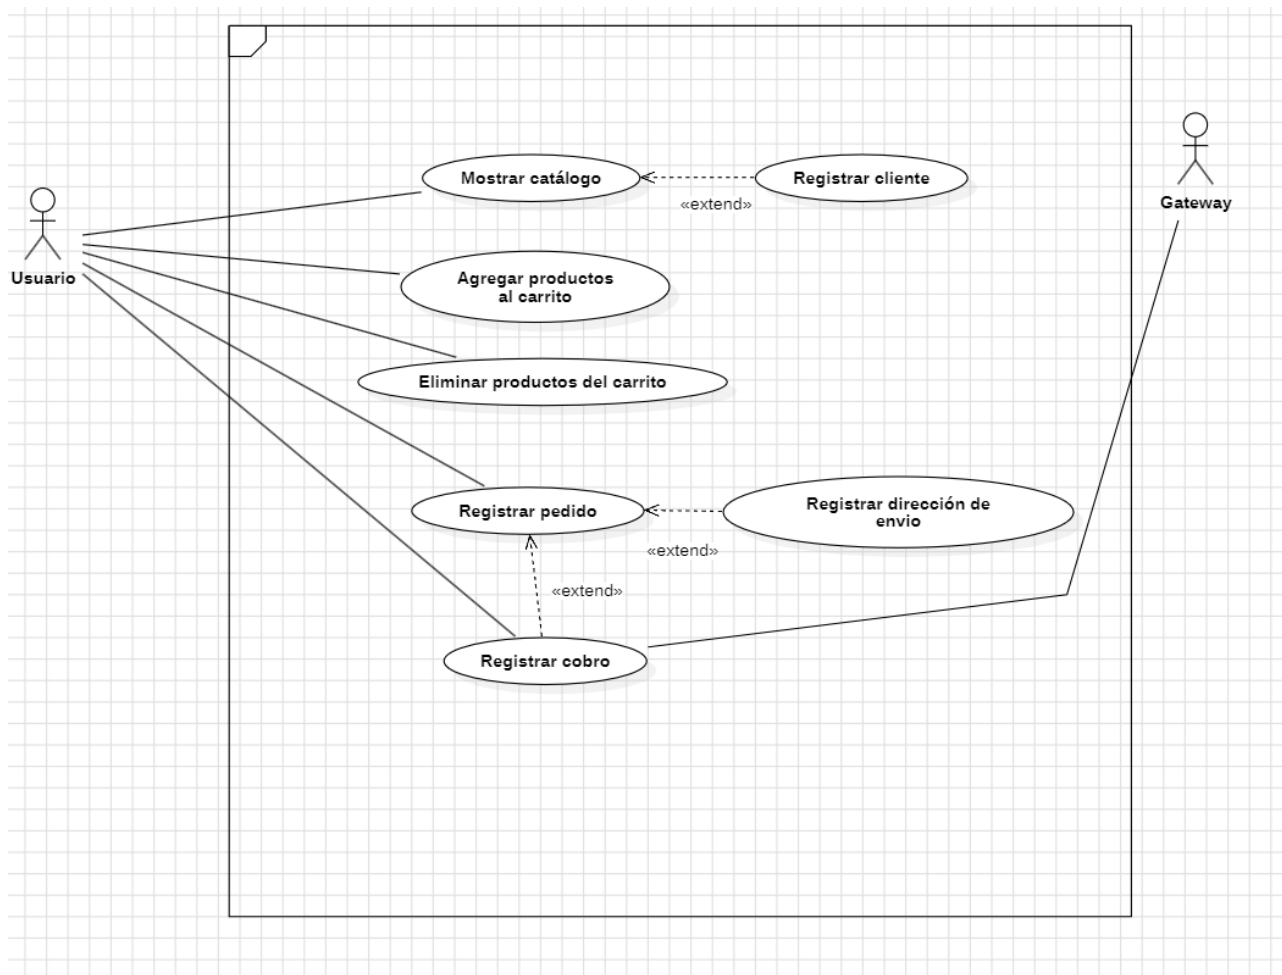 Mostrar catálogo
Registrar cliente
«extend»
Gateway
Usuario
Agregar productos
al carrito
Eliminar productos del carrito
Registrar pedido
Registrar dirección de
envio
«extend»
«extend»
Registrar cobro